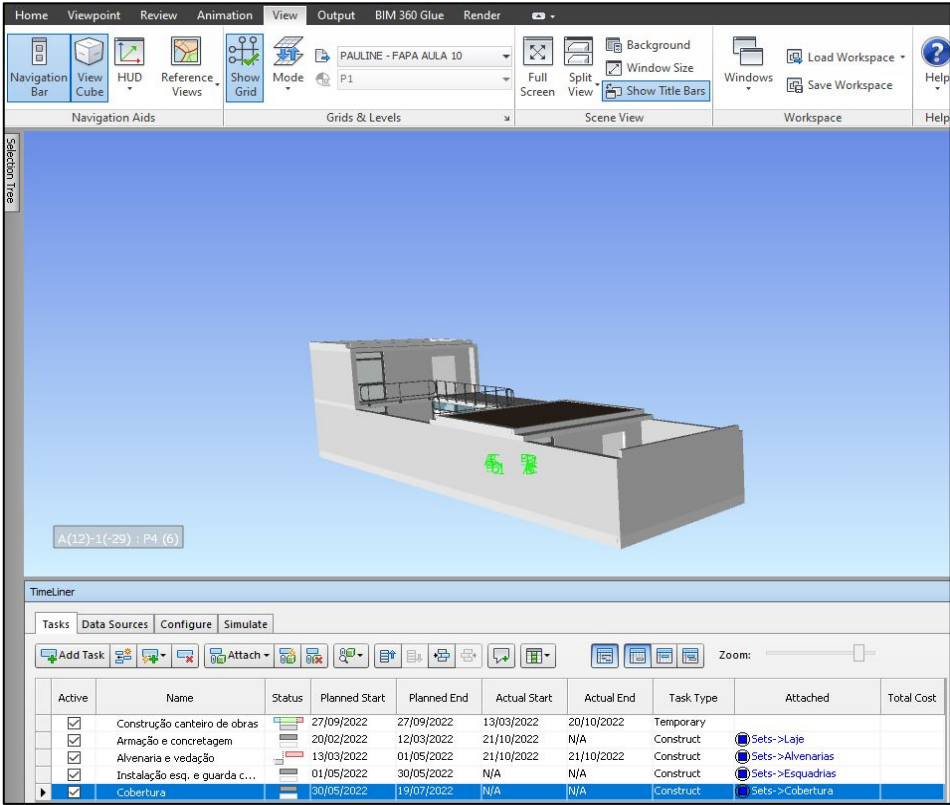 Home Viewpoint Review Animation View Output BIM 360 Glue Render
Navigation Bar
View Cube
HUD
Reference Views
Show Grid
Mode
PAULINE - FAPA AULA 10
P1
Full Screen
Split View
Background
Window Size
Show Title Bars
Windows
Load Workspace
Save Workspace
Help
Navigation Aids Grids & Levels Scene View Workspace Help
Selection Tree
A(12)-1(-29) : P4 (6)
TimeLiner
Tasks Data Sources Configure Simulate
Add Task Attach Zoom:
Active Name Status Planned Start Planned End Actual Start Actual End Task Type Attached Total Cost
Construção canteiro de obras 27/09/2022 27/09/2022 13/03/2022 20/10/2022 Temporary
Armação e concretagem 20/02/2022 12/03/2022 21/10/2022 N/A Construct Sets->Laje
Alvenaria e vedação 13/03/2022 01/05/2022 21/10/2022 21/10/2022 Construct Sets->Alvenarias
Instalação esq. e guarda c... 01/05/2022 30/05/2022 N/A N/A Construct Sets->Esquadrias
Cobertura 30/05/2022 19/07/2022 N/A N/A Construct Sets->Cobertura